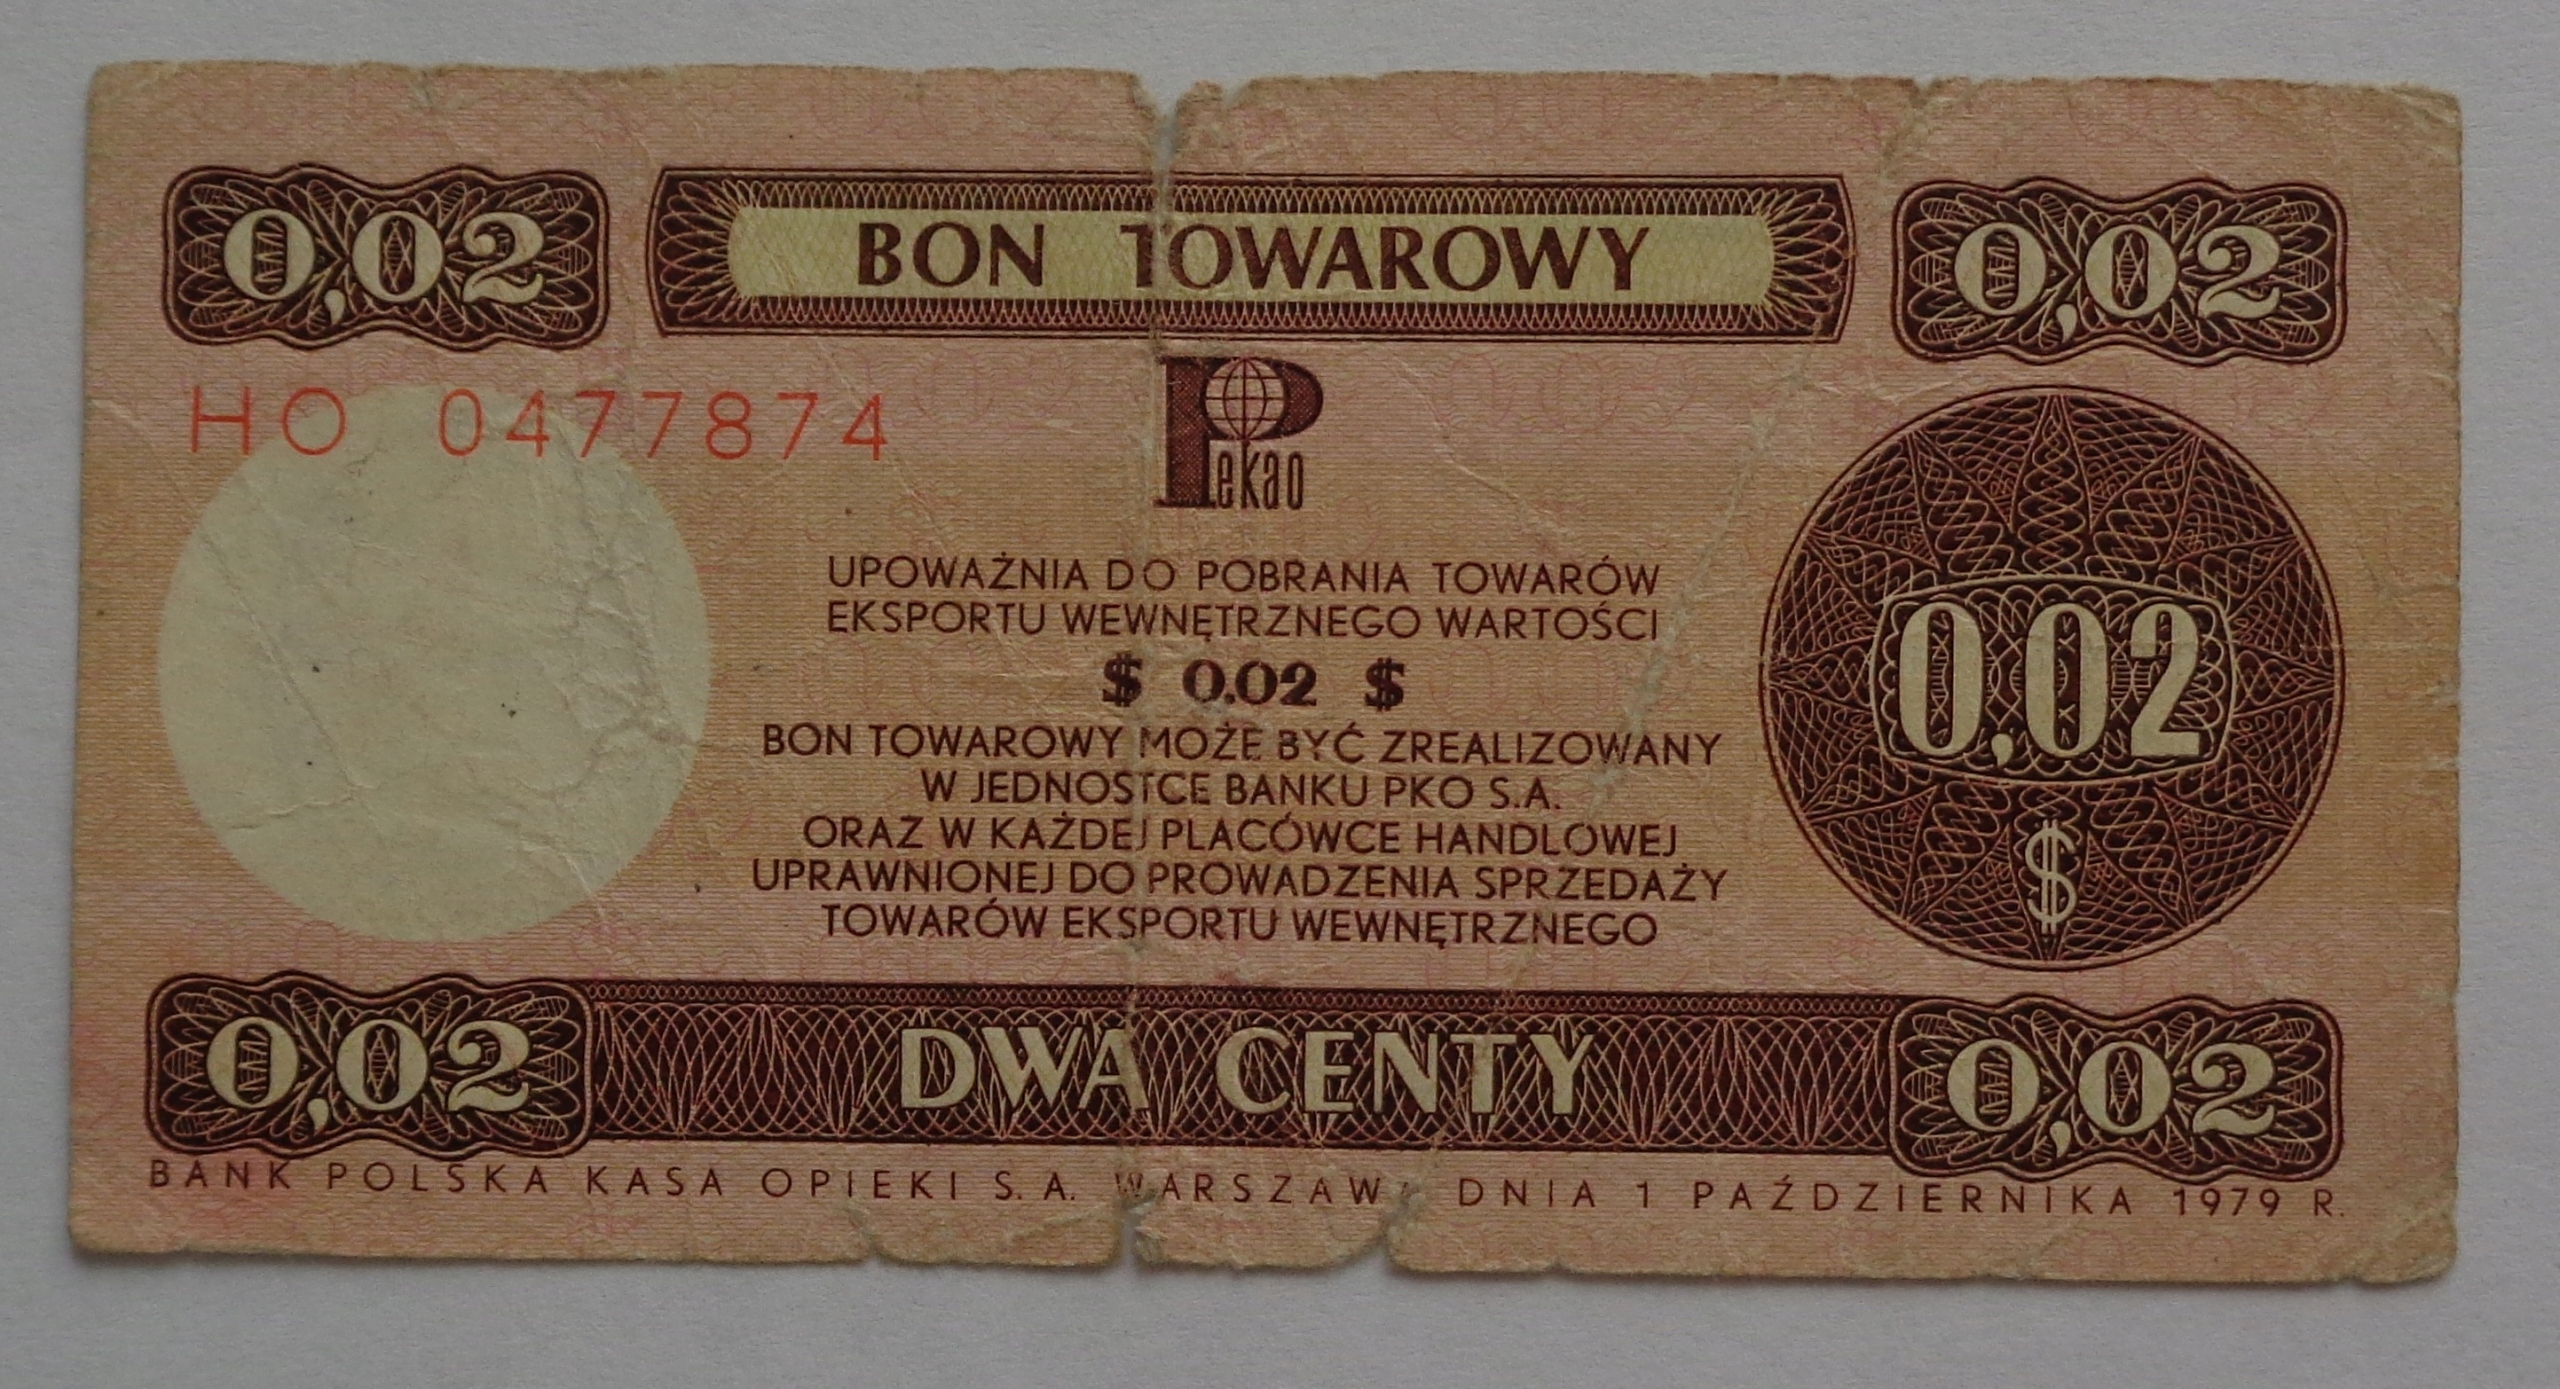 0,02 BON TOWAROWY 0,02
HO 0477874
Pekao
UPOWAŻNIA DO POBRANIA TOWARÓW
EKSPORTU WEWNĘTRZNEGO WARTOŚCI
$ 0.02 $
0,02
$
BON TOWAROWY MOŻE BYĆ ZREALIZOWANY
W JEDNOSTCE BANKU PKO S.A.
ORAZ W KAŻDEJ PLACÓWCE HANDLOWEJ
UPRAWNIONEJ DO PROWADZENIA SPRZEDAŻY
TOWARÓW EKSPORTU WEWNĘTRZNEGO
0,02 DWA CENTY 0,02
BANK POLSKA KASA OPIEKI S.A. WARSZAWA DNIA 1 PAŹDZIERNIKA 1979 R.